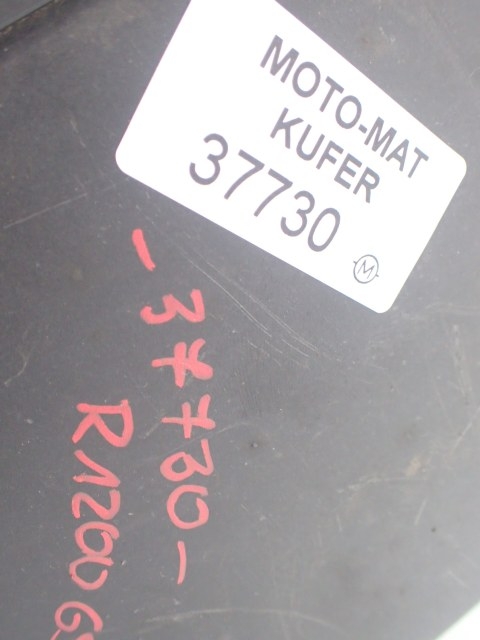 MOTO-MAT
KUFER
37730
M
-37730-
R1200 G